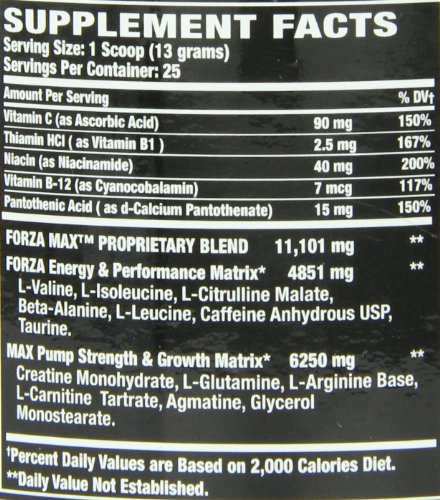 SUPPLEMENT FACTS
Serving Size: 1 Scoop (13 grams)
Servings Per Container: 25
Amount Per Serving % DV†
Vitamin C (as Ascorbic Acid) 90 mg 150%
Thiamin HCl ( as Vitamin B1 ) 2.5 mg 167%
Niacin (as Niacinamide) 40 mg 200%
Vitamin B-12 (as Cyanocobalamin) 7 mcg 117%
Pantothenic Acid ( as d-Calcium Pantothenate) 15 mg 150%
FORZA MAX™ PROPRIETARY BLEND 11,101 mg **
FORZA Energy & Performance Matrix* 4851 mg **
L-Valine, L-Isoleucine, L-Citrulline Malate,
Beta-Alanine, L-Leucine, Caffeine Anhydrous USP,
Taurine.
MAX Pump Strength & Growth Matrix* 6250 mg **
Creatine Monohydrate, L-Glutamine, L-Arginine Base,
L-Carnitine Tartrate, Agmatine, Glycerol
Monostearate.
†Percent Daily Values are Based on 2,000 Calories Diet.
**Daily Value Not Established.